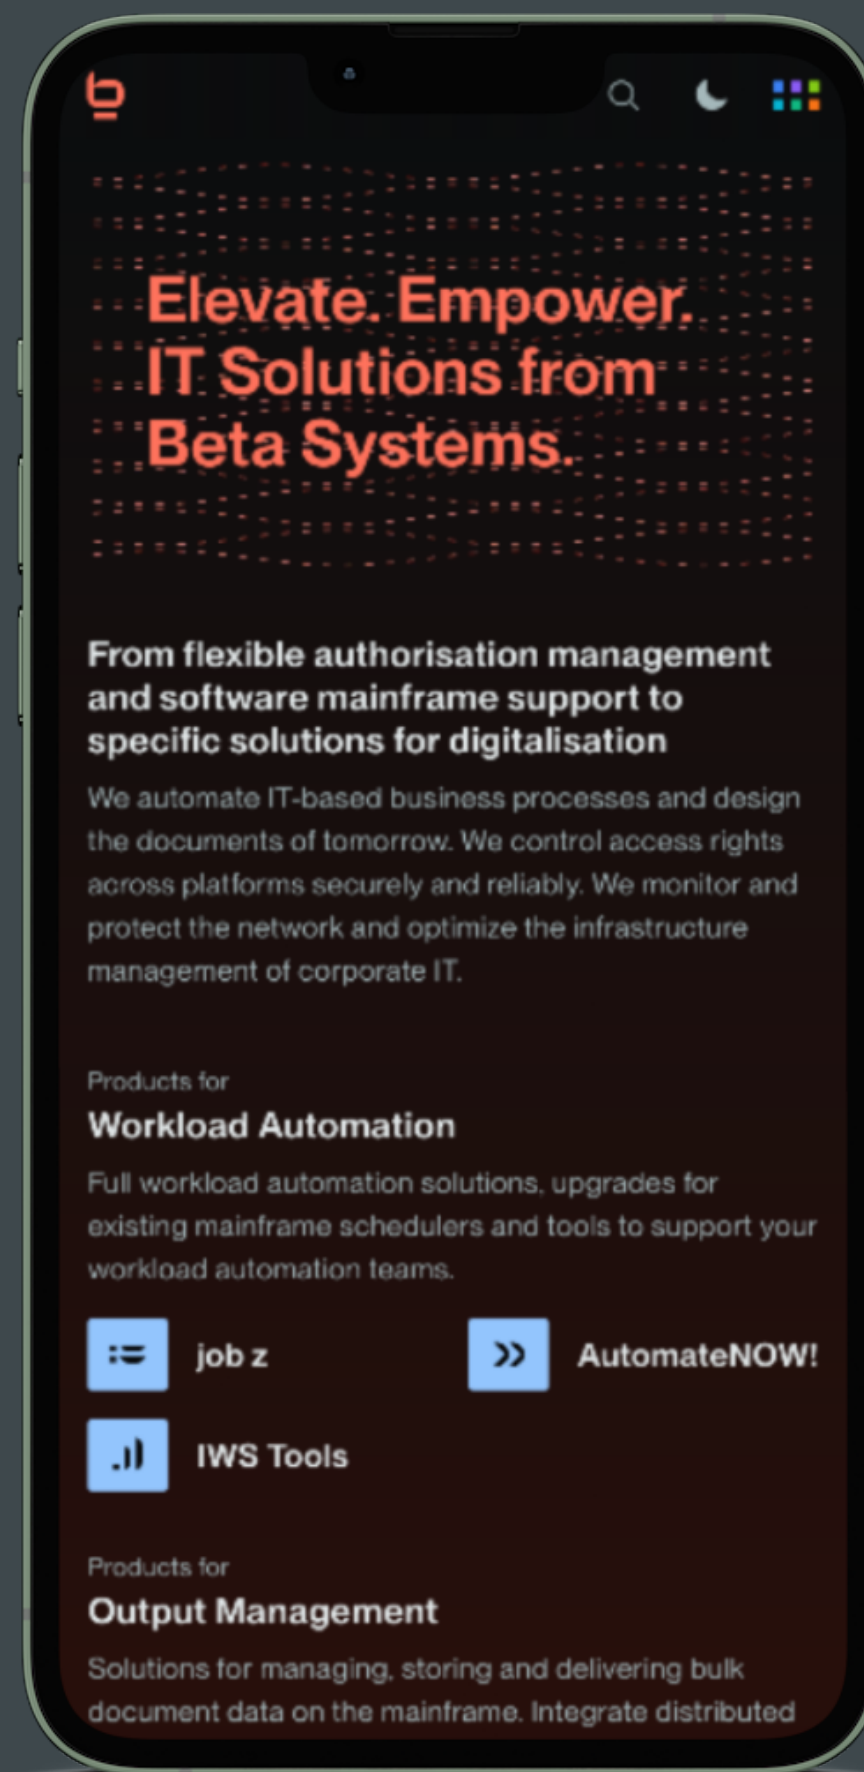 Elevate. Empower.
IT Solutions from
Beta Systems.
From flexible authorisation management
and software mainframe support to
specific solutions for digitalisation
We automate IT-based business processes and design
the documents of tomorrow. We control access rights
across platforms securely and reliably. We monitor and
protect the network and optimize the infrastructure
management of corporate IT.
Products for
Workload Automation
Full workload automation solutions, upgrades for
existing mainframe schedulers and tools to support your
workload automation teams.
job z
AutomateNOW!
IWS Tools
Products for
Output Management
Solutions for managing, storing and delivering bulk
document data on the mainframe. Integrate distributed